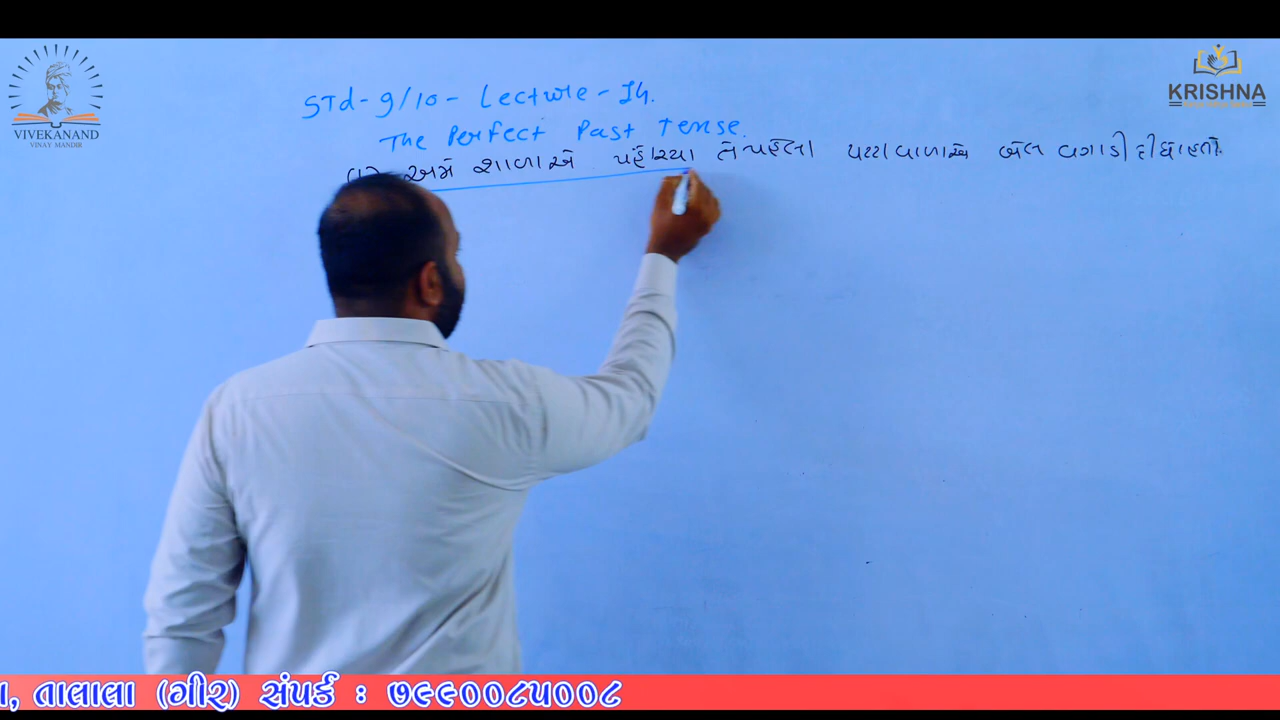 VIVEKANAND
VINAY MANDIR
KRISHNA
STd-9/10- Lecture-14.
The Perfect Past Tense.
અમે શાળાએ પહોંચ્યા તે પહેલા પટ્ટાવાળાએ બેલ વગાડી દીધો હતો.
તાલાલા (ગીર) સંપર્ક : ૭૯૯૦૦૮૫૦૦૮